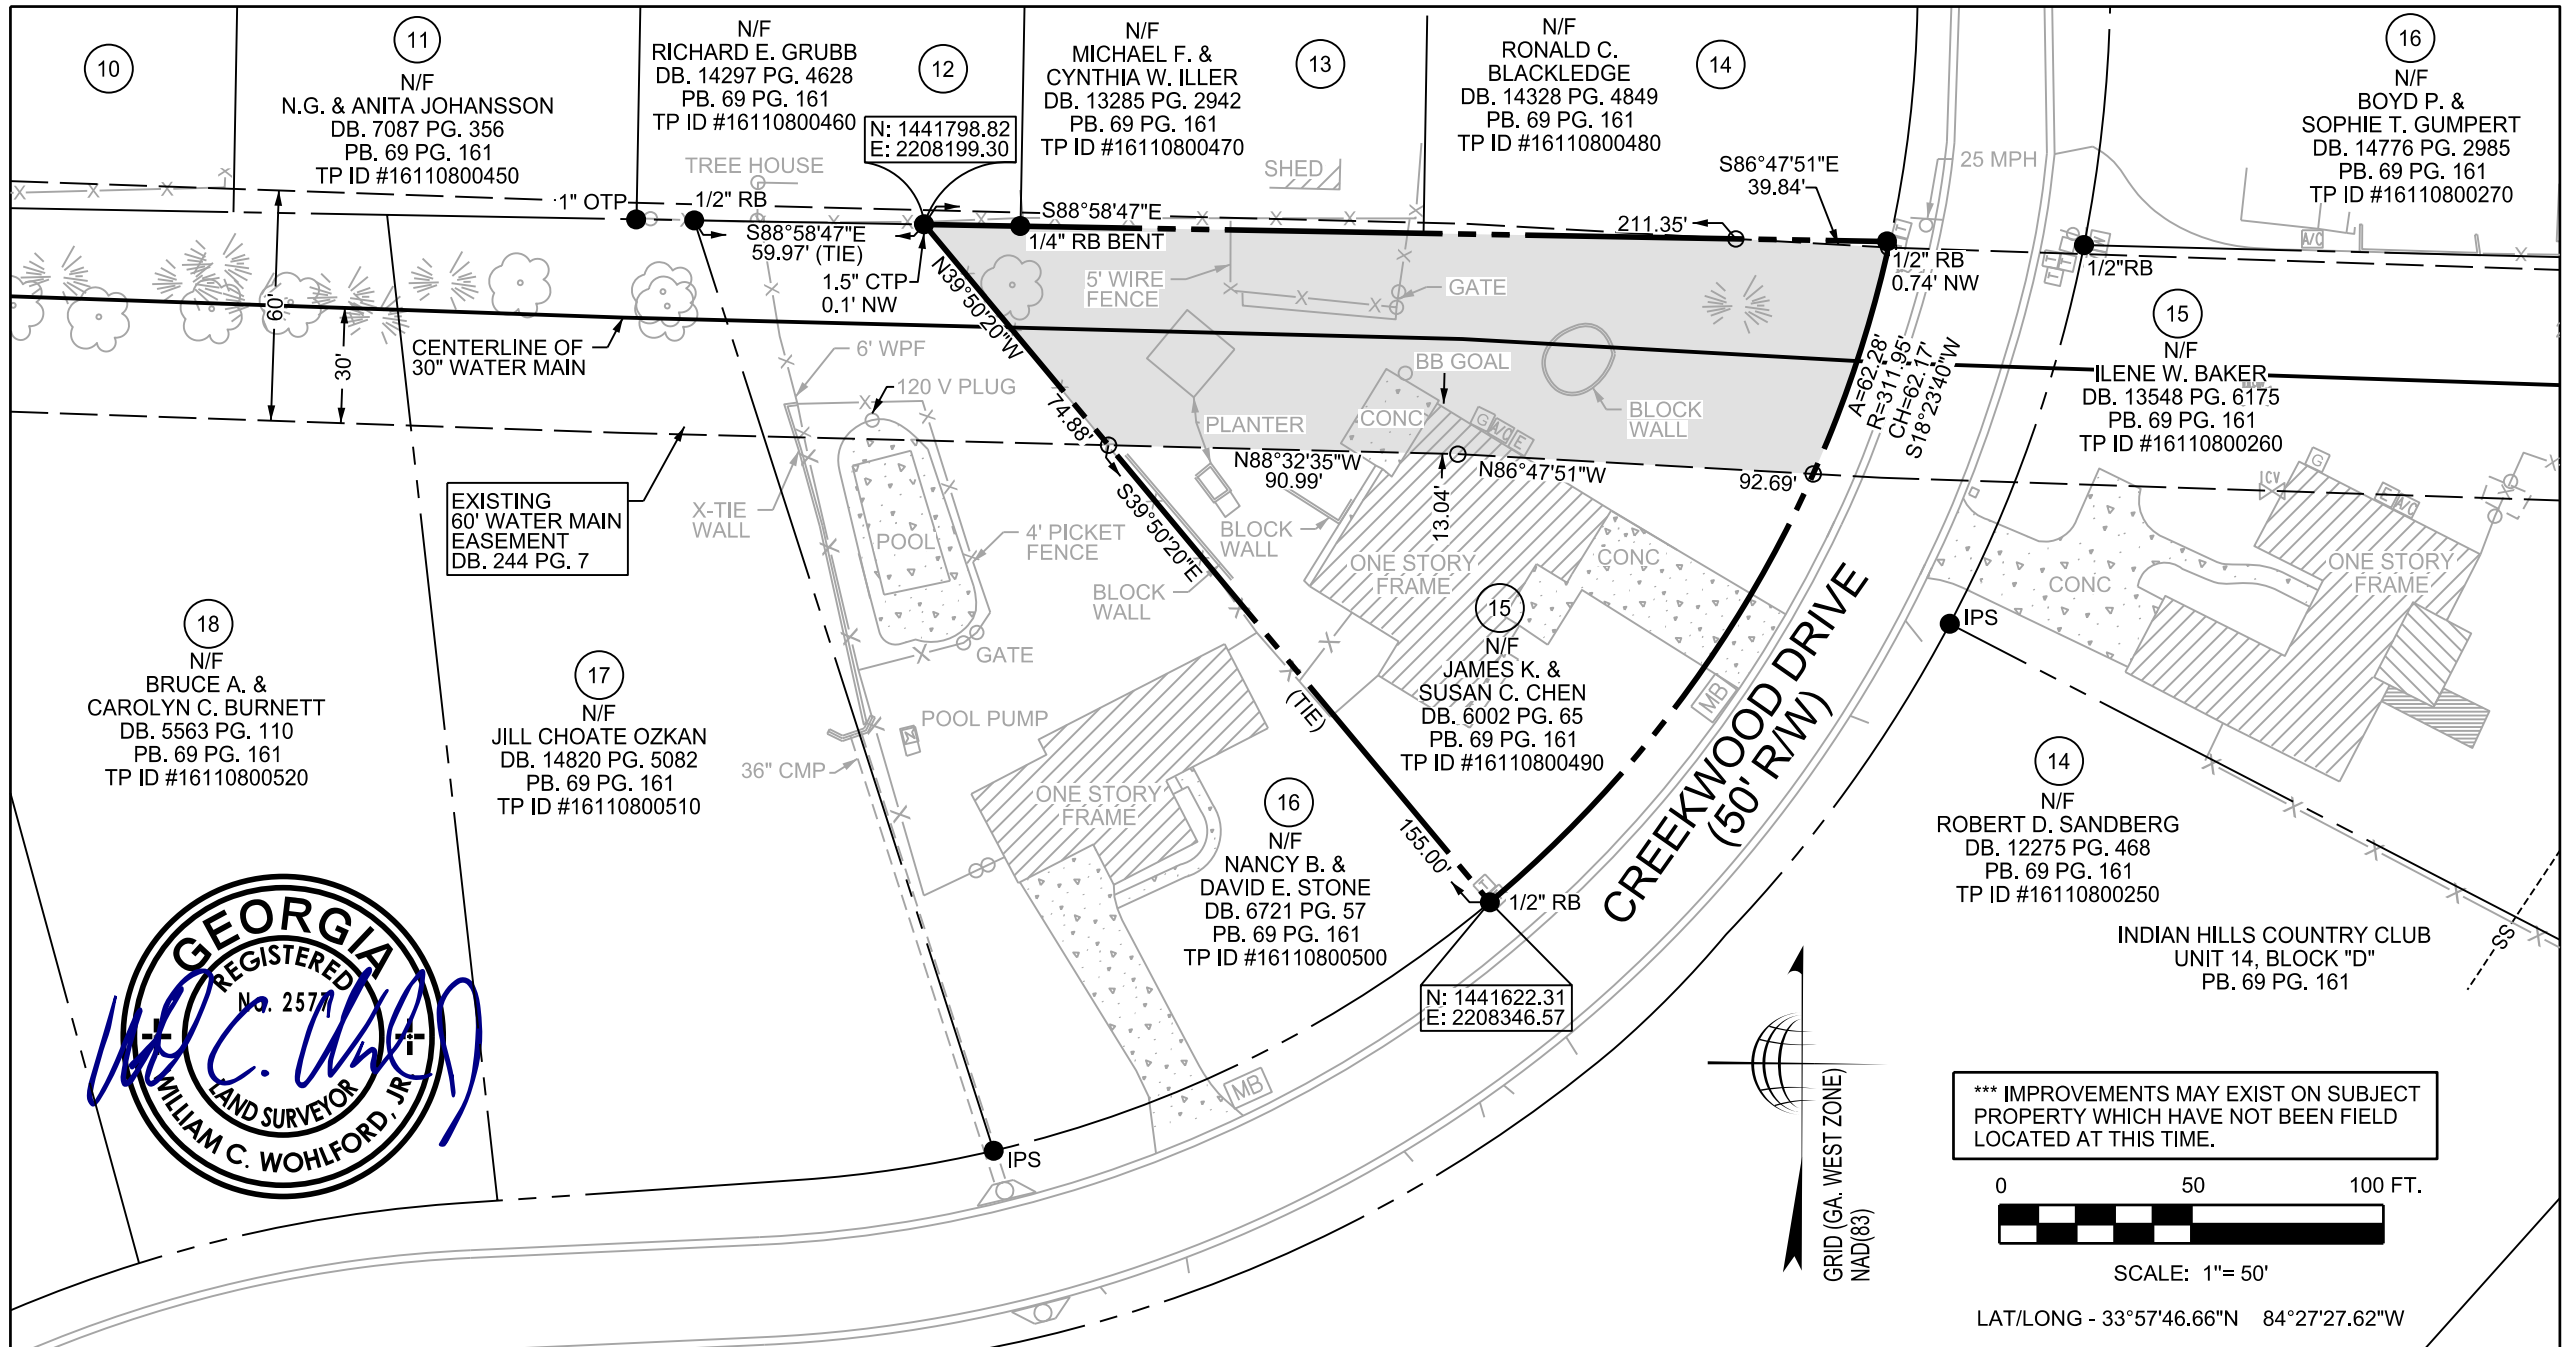 10
11
N/F
N.G. & ANITA JOHANSSON
DB. 7087 PG. 356
PB. 69 PG. 161
TP ID #16110800450
N/F
RICHARD E. GRUBB
DB. 14297 PG. 4628
PB. 69 PG. 161
TP ID #16110800460
12
N: 1441798.82
E: 2208199.30
N/F
MICHAEL F. &
CYNTHIA W. ILLER
DB. 13285 PG. 2942
PB. 69 PG. 161
TP ID #16110800470
13
N/F
RONALD C.
BLACKLEDGE
DB. 14328 PG. 4849
PB. 69 PG. 161
TP ID #16110800480
14
16
N/F
BOYD P. &
SOPHIE T. GUMPERT
DB. 14776 PG. 2985
PB. 69 PG. 161
TP ID #16110800270
TREE HOUSE
SHED
25 MPH
S86°47'51"E
39.84'
1" OTP
1/2" RB
S88°58'47"E
59.97' (TIE)
S88°58'47"E
1/4" RB BENT
211.35'
1/2" RB
0.74' NW
1/2"RB
A/C
1.5" CTP
0.1' NW
N39°50'20"W
74.88'
5' WIRE
FENCE
GATE
60'
30'
CENTERLINE OF
30" WATER MAIN
6' WPF
120 V PLUG
BB GOAL
PLANTER
CONC
G
W
C
E
BLOCK
WALL
A=62.28'
R=311.95'
CH=62.17'
S18°23'40"W
15
N/F
ILENE W. BAKER
DB. 13548 PG. 6175
PB. 69 PG. 161
TP ID #16110800260
N88°32'35"W
90.99'
N86°47'51"W
92.69'
13.04'
EXISTING
60' WATER MAIN
EASEMENT
DB. 244 PG. 7
X-TIE
WALL
POOL
4' PICKET
FENCE
S39°50'20"E
BLOCK
WALL
BLOCK
WALL
ONE STORY
FRAME
CONC
ICV
G
E
A/C
CONC
ONE STORY
FRAME
GATE
(TIE)
155.00'
18
N/F
BRUCE A. &
CAROLYN C. BURNETT
DB. 5563 PG. 110
PB. 69 PG. 161
TP ID #16110800520
17
N/F
JILL CHOATE OZKAN
DB. 14820 PG. 5082
PB. 69 PG. 161
TP ID #16110800510
POOL PUMP
36" CMP
ONE STORY
FRAME
15
N/F
JAMES K. &
SUSAN C. CHEN
DB. 6002 PG. 65
PB. 69 PG. 161
TP ID #16110800490
MB
CREEKWOOD DRIVE
(50' R/W)
IPS
16
N/F
NANCY B. &
DAVID E. STONE
DB. 6721 PG. 57
PB. 69 PG. 161
TP ID #16110800500
1/2" RB
N: 1441622.31
E: 2208346.57
14
N/F
ROBERT D. SANDBERG
DB. 12275 PG. 468
PB. 69 PG. 161
TP ID #16110800250
INDIAN HILLS COUNTRY CLUB
UNIT 14, BLOCK "D"
PB. 69 PG. 161
SS
GEORGIA
REGISTERED
No. 2577
LAND SURVEYOR
WILLIAM C. WOHLFORD, JR.
MB
IPS
GRID (GA. WEST ZONE)
NAD(83)
*** IMPROVEMENTS MAY EXIST ON SUBJECT
PROPERTY WHICH HAVE NOT BEEN FIELD
LOCATED AT THIS TIME.
0 50 100 FT.
SCALE: 1"= 50'
LAT/LONG - 33°57'46.66"N 84°27'27.62"W